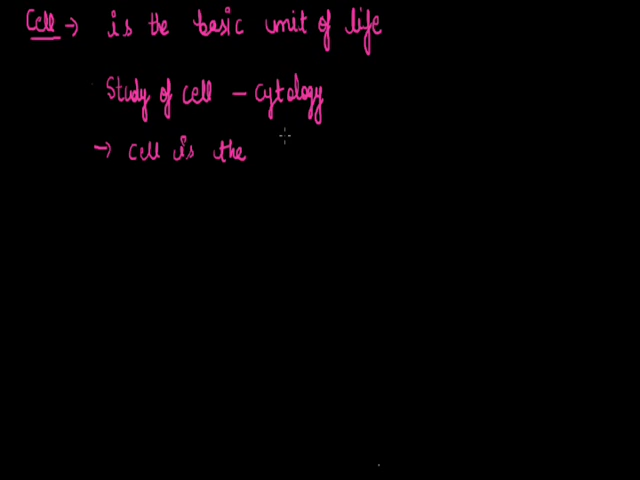 Cell → is the basic unit of life
Study of cell – cytology
→ cell is the